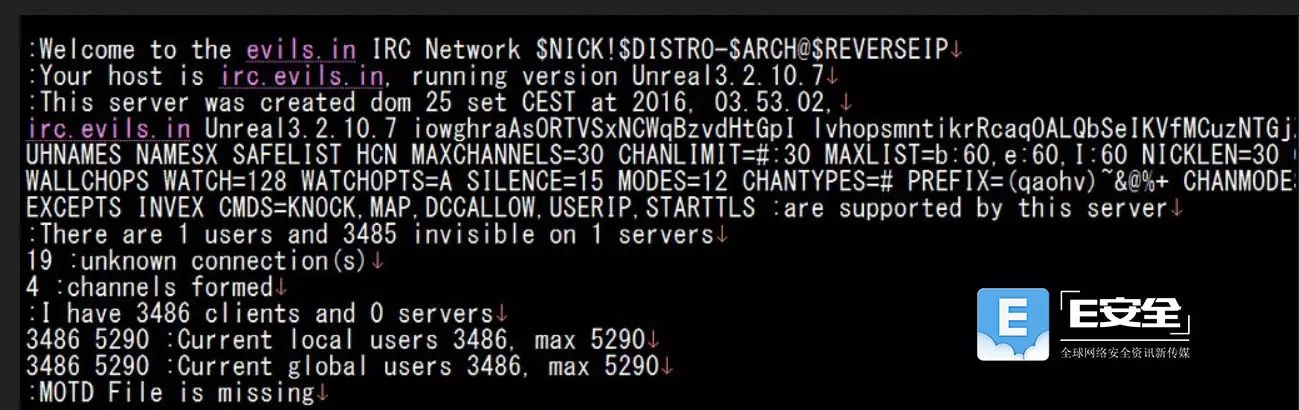 :Welcome to the evils.in IRC Network $NICK!$DISTRO-$ARCH@$REVERSEIP↓
:Your host is irc.evils.in, running version Unreal3.2.10.7↓
:This server was created dom 25 set CEST at 2016, 03.53.02,↓
irc.evils.in Unreal3.2.10.7 iowghraAsORTVSxNCWqBzvdHtGpI lvhopsmntikrRcaqOALQbSeIKVfMCuzNTGj
UHNAMES NAMESX SAFELIST HCN MAXCHANNELS=30 CHANLIMIT=#:30 MAXLIST=b:60,e:60,I:60 NICKLEN=30
WALLCHOPS WATCH=128 WATCHOPTS=A SILENCE=15 MODES=12 CHANTYPES=# PREFIX=(qaohv)~&@%+ CHANMODE
EXCEPTS INVEX CMDS=KNOCK,MAP,DCCALLOW,USERIP,STARTTLS :are supported by this server↓
:There are 1 users and 3485 invisible on 1 servers↓
19 :unknown connection(s)↓
4 :channels formed↓
:I have 3486 clients and 0 servers↓
3486 5290 :Current local users 3486, max 5290↓
3486 5290 :Current global users 3486, max 5290↓
:MOTD File is missing↓
E
「E安全」
全球网络安全资讯新传媒